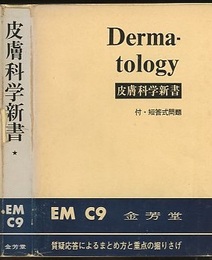 皮膚科学新書
★
EM
C9
金芳堂
Derma-
tology
皮膚科学新書
付・短答式問題
EM C9 金芳堂
質疑応答によるまとめ方と重点の掘りさげ